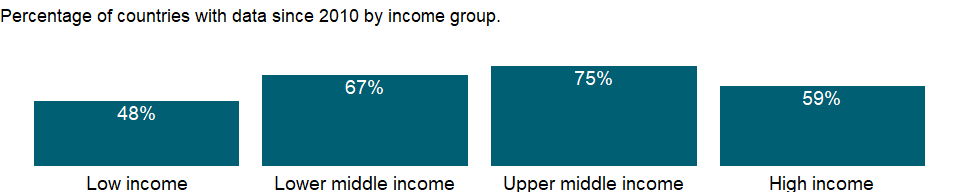 Percentage of countries with data since 2010 by income group.
48%
67%
75%
59%
Low income
Lower middle income
Upper middle income
High income